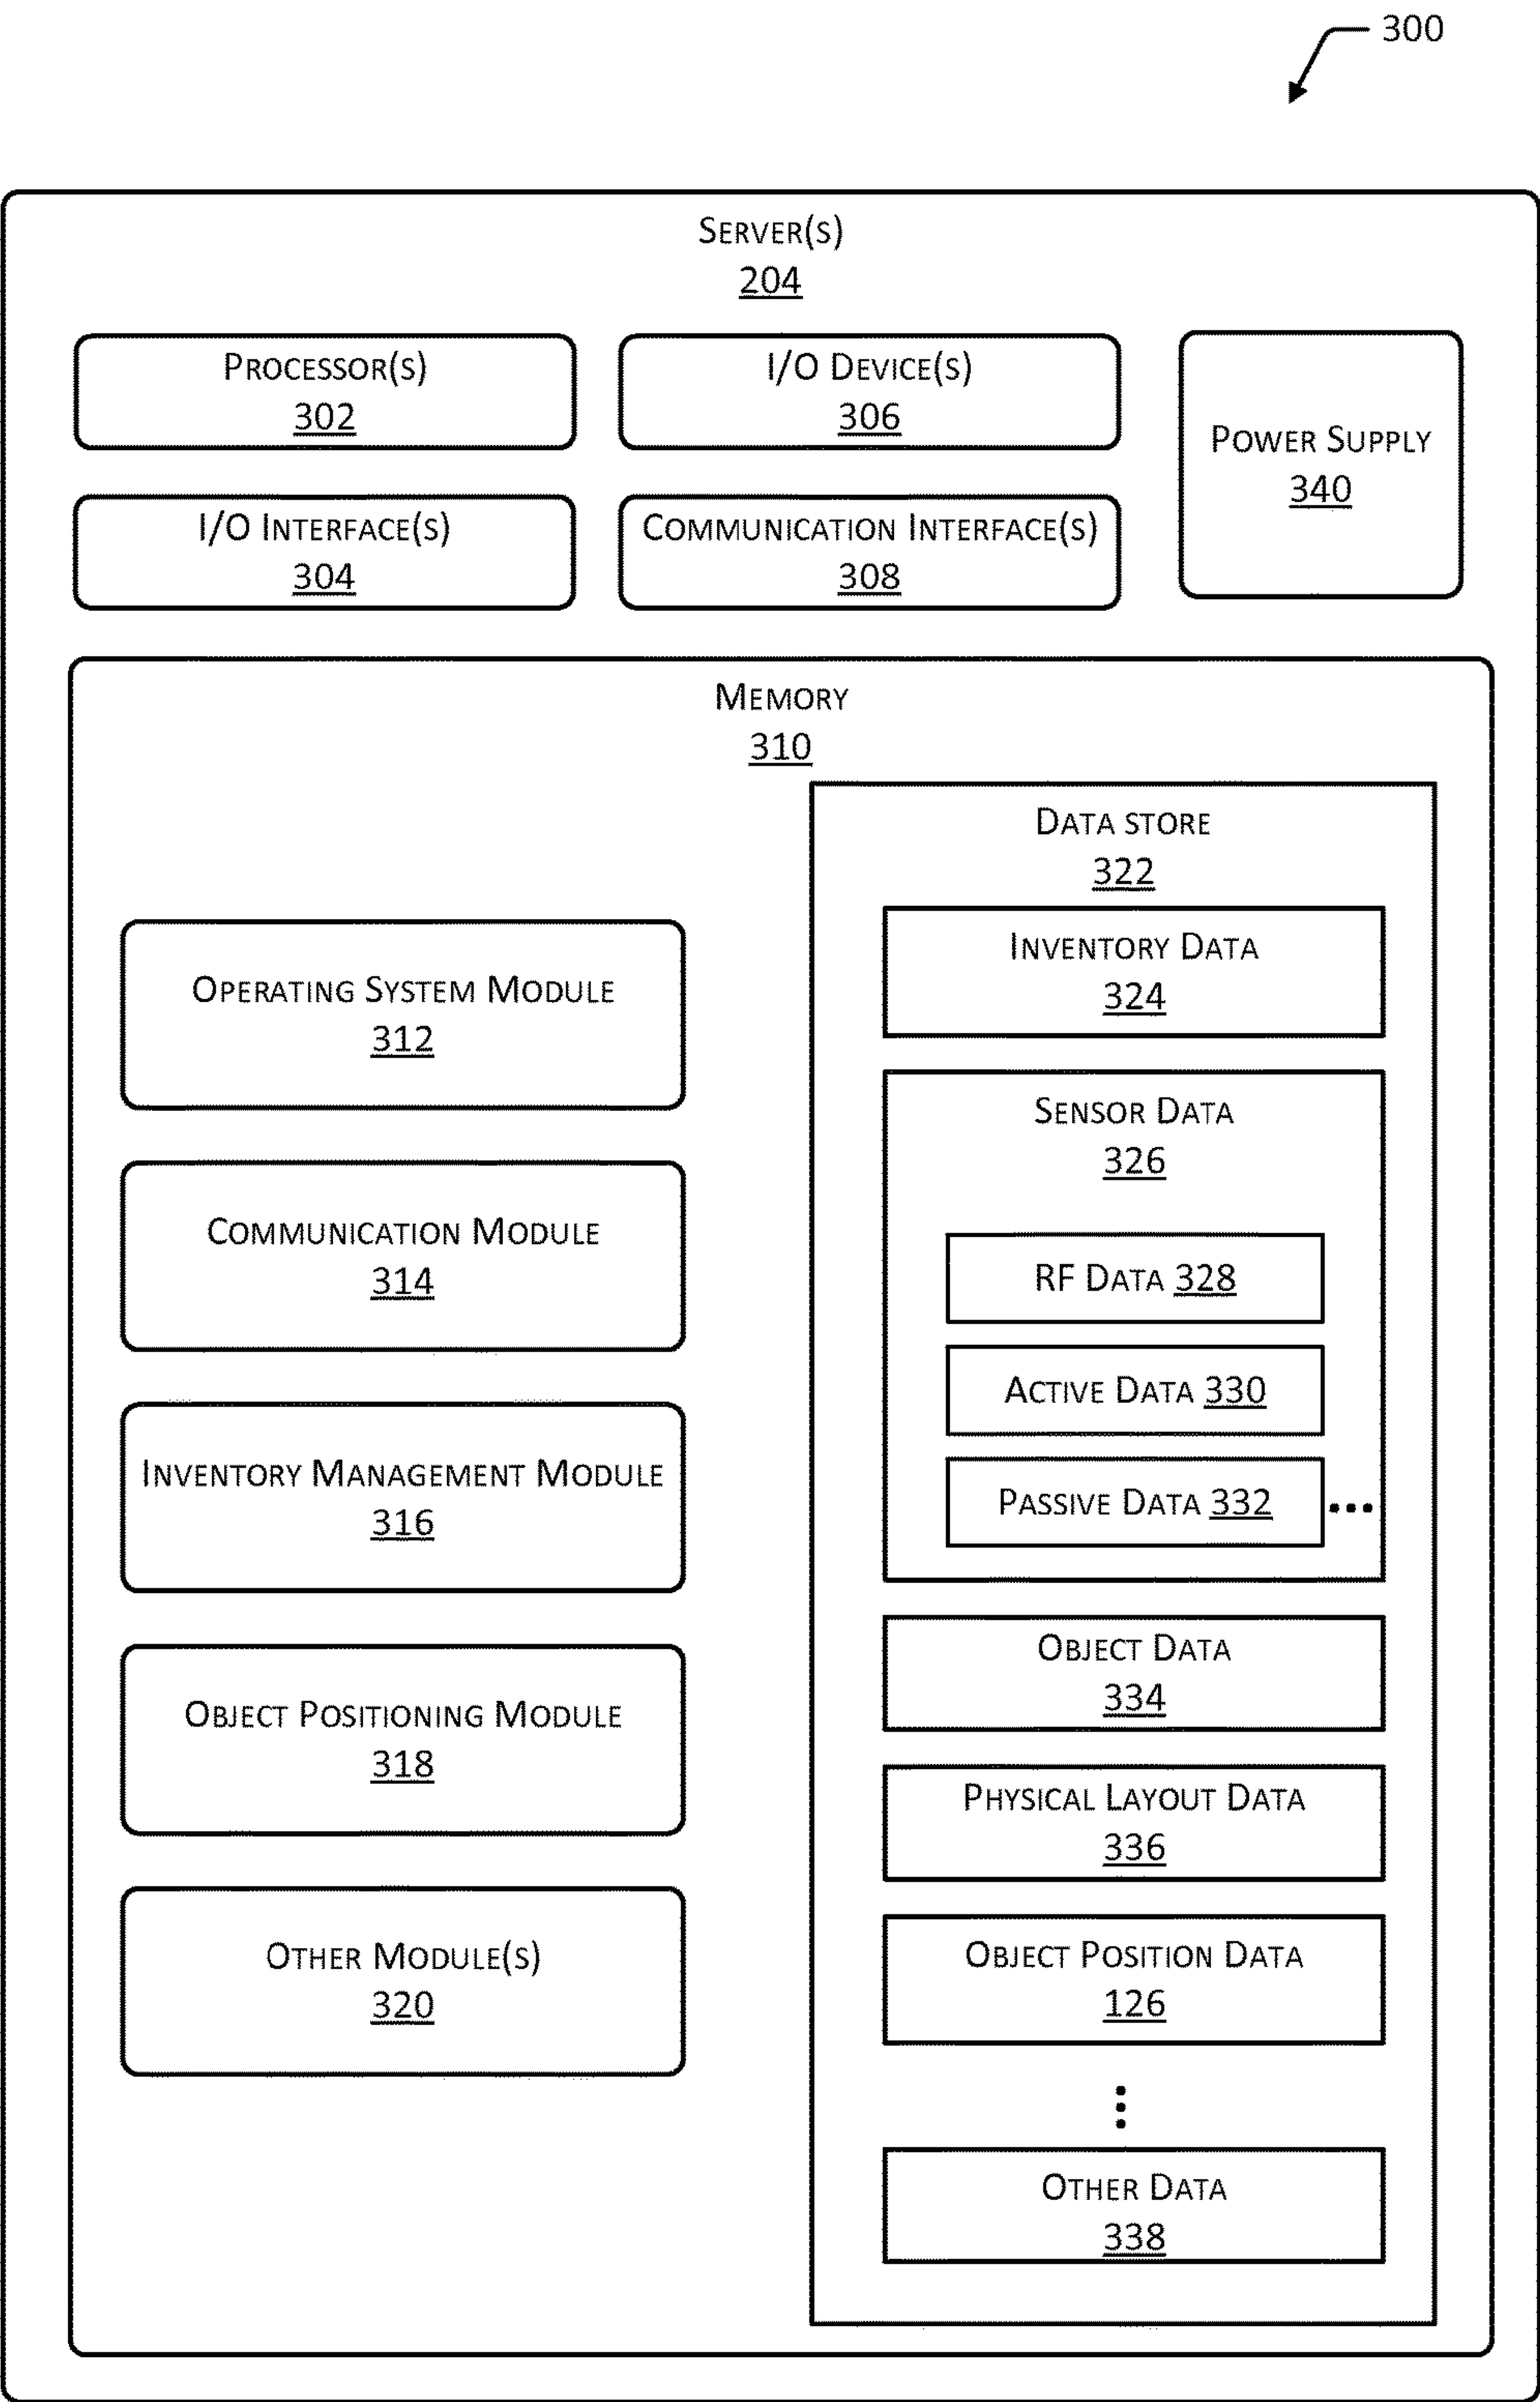 300
Server(s)
204
Processor(s)
302
I/O Device(s)
306
Power Supply
340
I/O Interface(s)
304
Communication Interface(s)
308
Memory
310
Operating System Module
312
Communication Module
314
Inventory Management Module
316
Object Positioning Module
318
Other Module(s)
320
Data store
322
Inventory Data
324
Sensor Data
326
RF Data 328
Active Data 330
Passive Data 332 ...
Object Data
334
Physical Layout Data
336
Object Position Data
126
Other Data
338